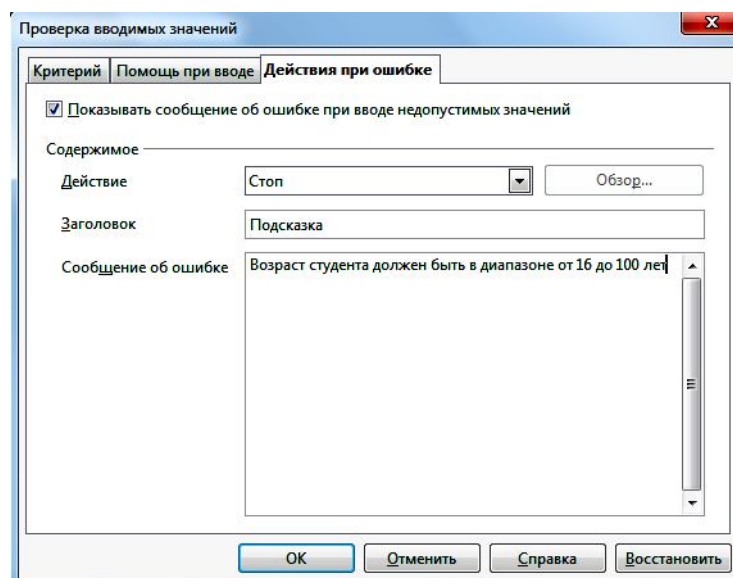 Проверка вводимых значений
Критерий Помощь при вводе Действия при ошибке
Показывать сообщение об ошибке при вводе недопустимых значений
Содержимое
Действие Стоп Обзор...
Заголовок Подсказка
Сообщение об ошибке Возраст студента должен быть в диапазоне от 16 до 100 лет
OK Отменить Справка Восстановить